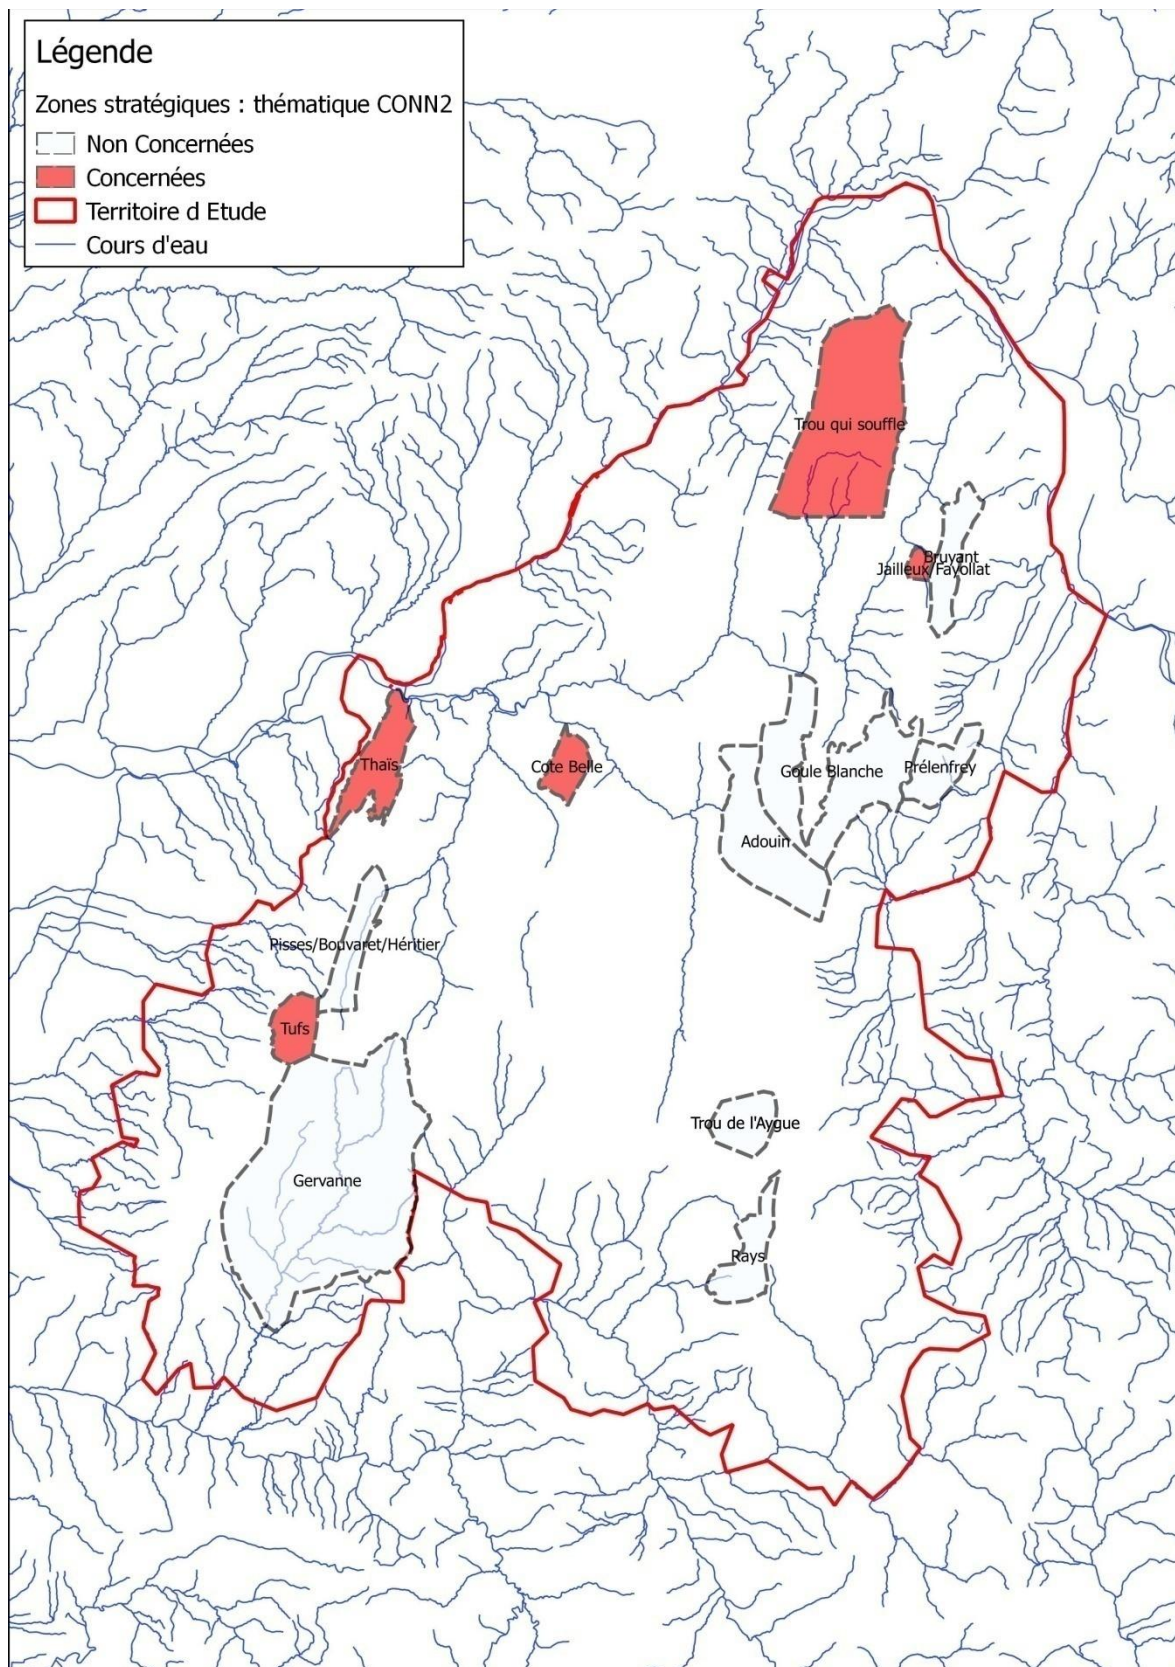 Légende
Zones stratégiques : thématique CONN2
Non Concernées
Concernées
Territoire d Etude
Cours d'eau
Trou qui souffle
Bruyant
Jailleux/Fayollat
Thaïs
Cote Belle
Goule Blanche
Prélenfrey
Adouin
Pisses/Bouvaret/Héritier
Tufs
Trou de l'Aygue
Gervanne
Rays